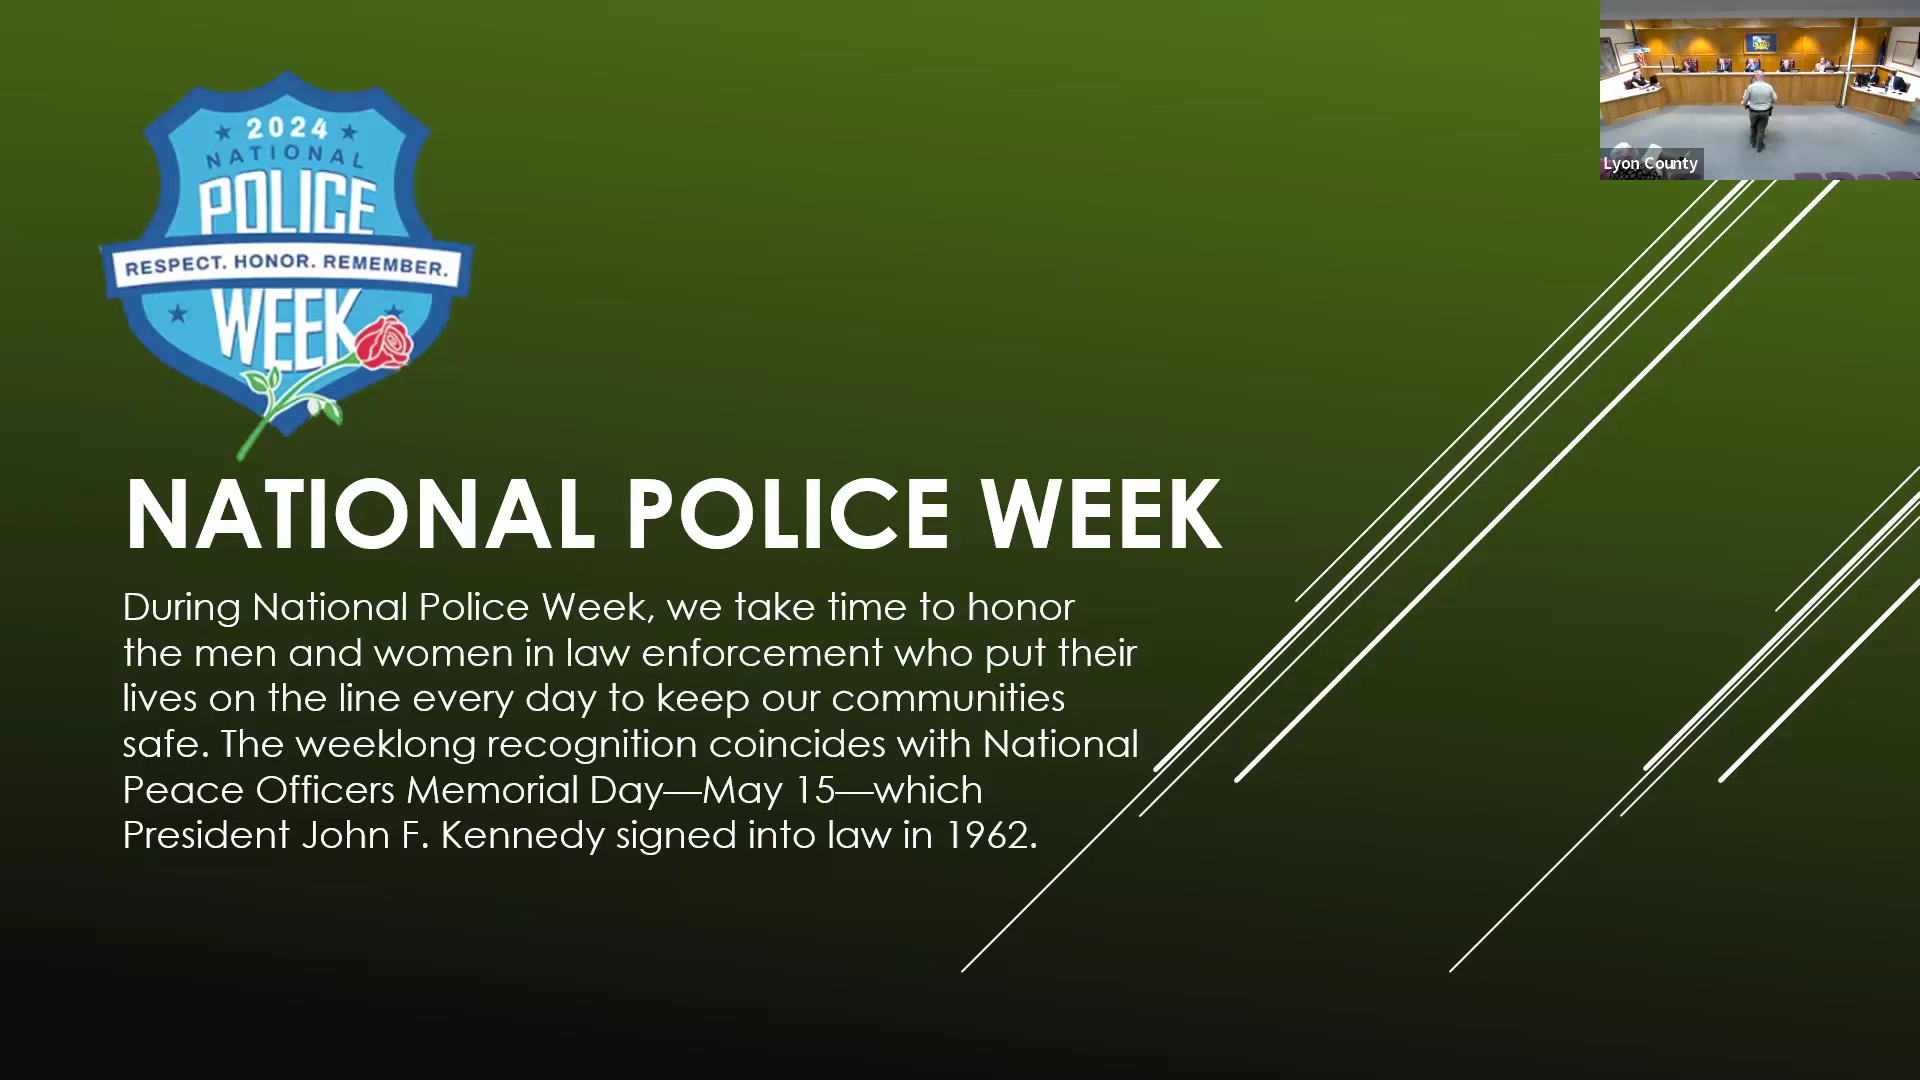 2024
NATIONAL
POLICE
RESPECT. HONOR. REMEMBER.
WEEK
Lyon County
NATIONAL POLICE WEEK
During National Police Week, we take time to honor
the men and women in law enforcement who put their
lives on the line every day to keep our communities
safe. The weeklong recognition coincides with National
Peace Officers Memorial Day—May 15—which
President John F. Kennedy signed into law in 1962.